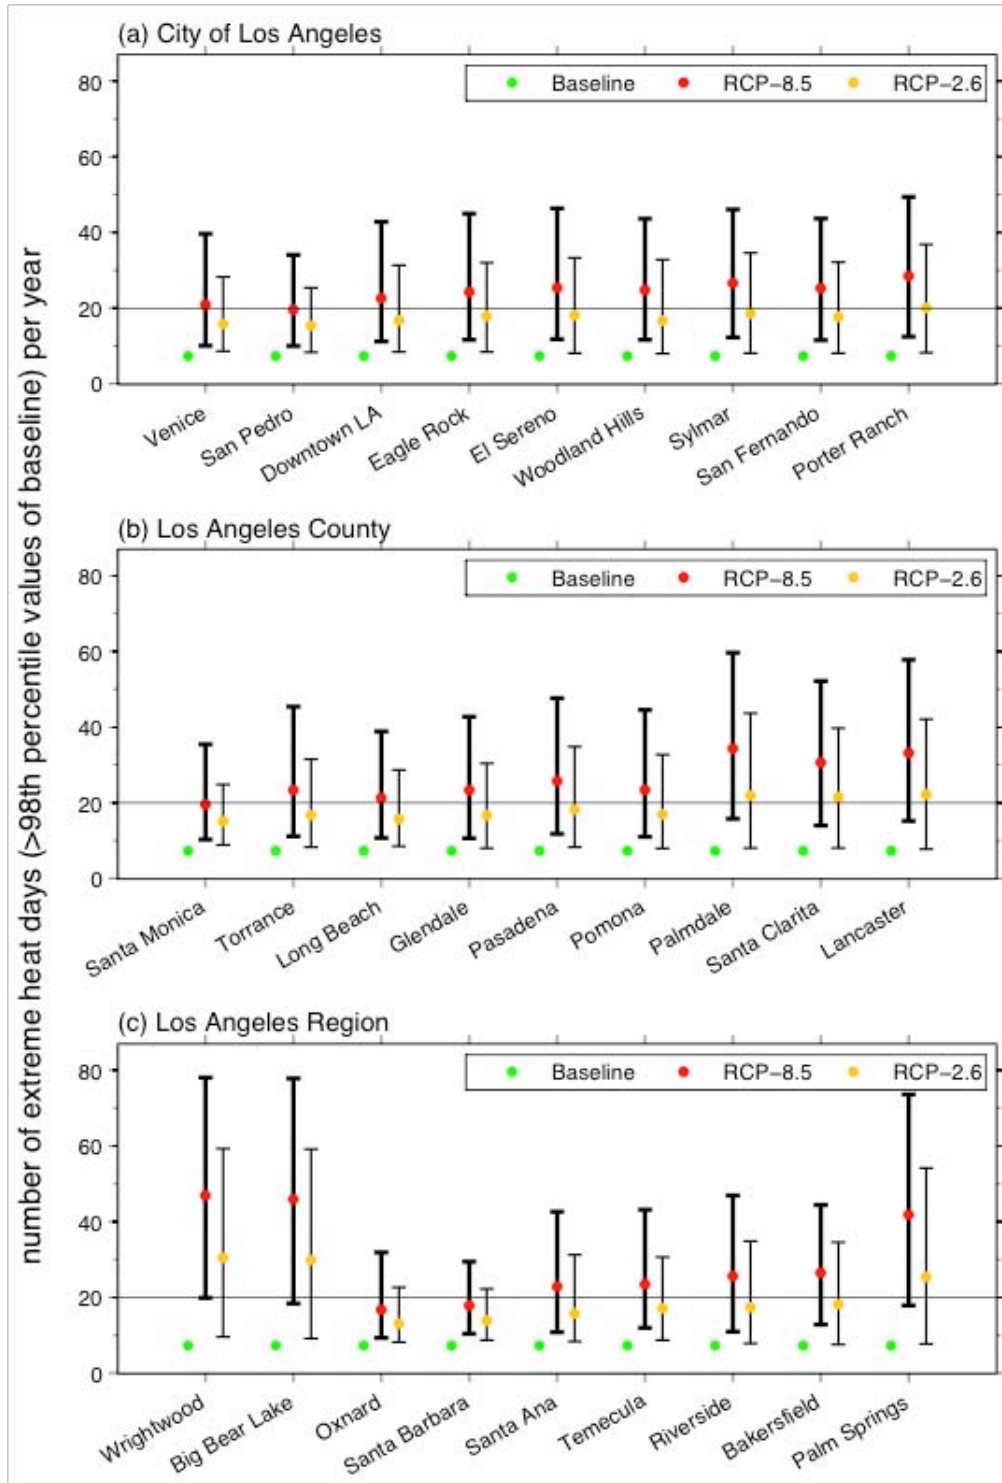 number of extreme heat days (>98th percentile values of baseline) per year
(a) City of Los Angeles
Baseline RCP-8.5 RCP-2.6
80
60
40
20
0
Venice San Pedro Downtown LA Eagle Rock El Sereno Woodland Hills Sylmar San Fernando Porter Ranch
(b) Los Angeles County
Baseline RCP-8.5 RCP-2.6
80
60
40
20
0
Santa Monica Torrance Long Beach Glendale Pasadena Pomona Palmdale Santa Clarita Lancaster
(c) Los Angeles Region
Baseline RCP-8.5 RCP-2.6
80
60
40
20
0
Wrightwood Big Bear Lake Oxnard Santa Barbara Santa Ana Temecula Riverside Bakersfield Palm Springs